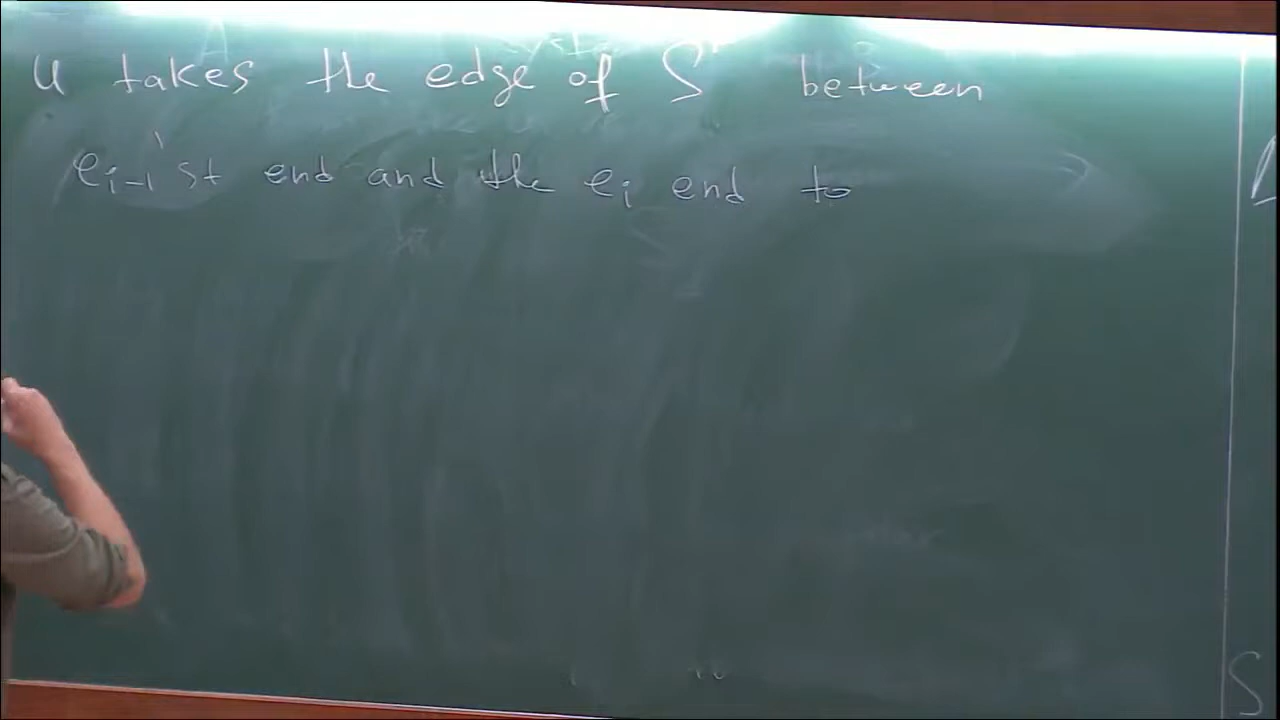 u takes the edge of S between
e_{i-1}'st end and the e_i end to
S